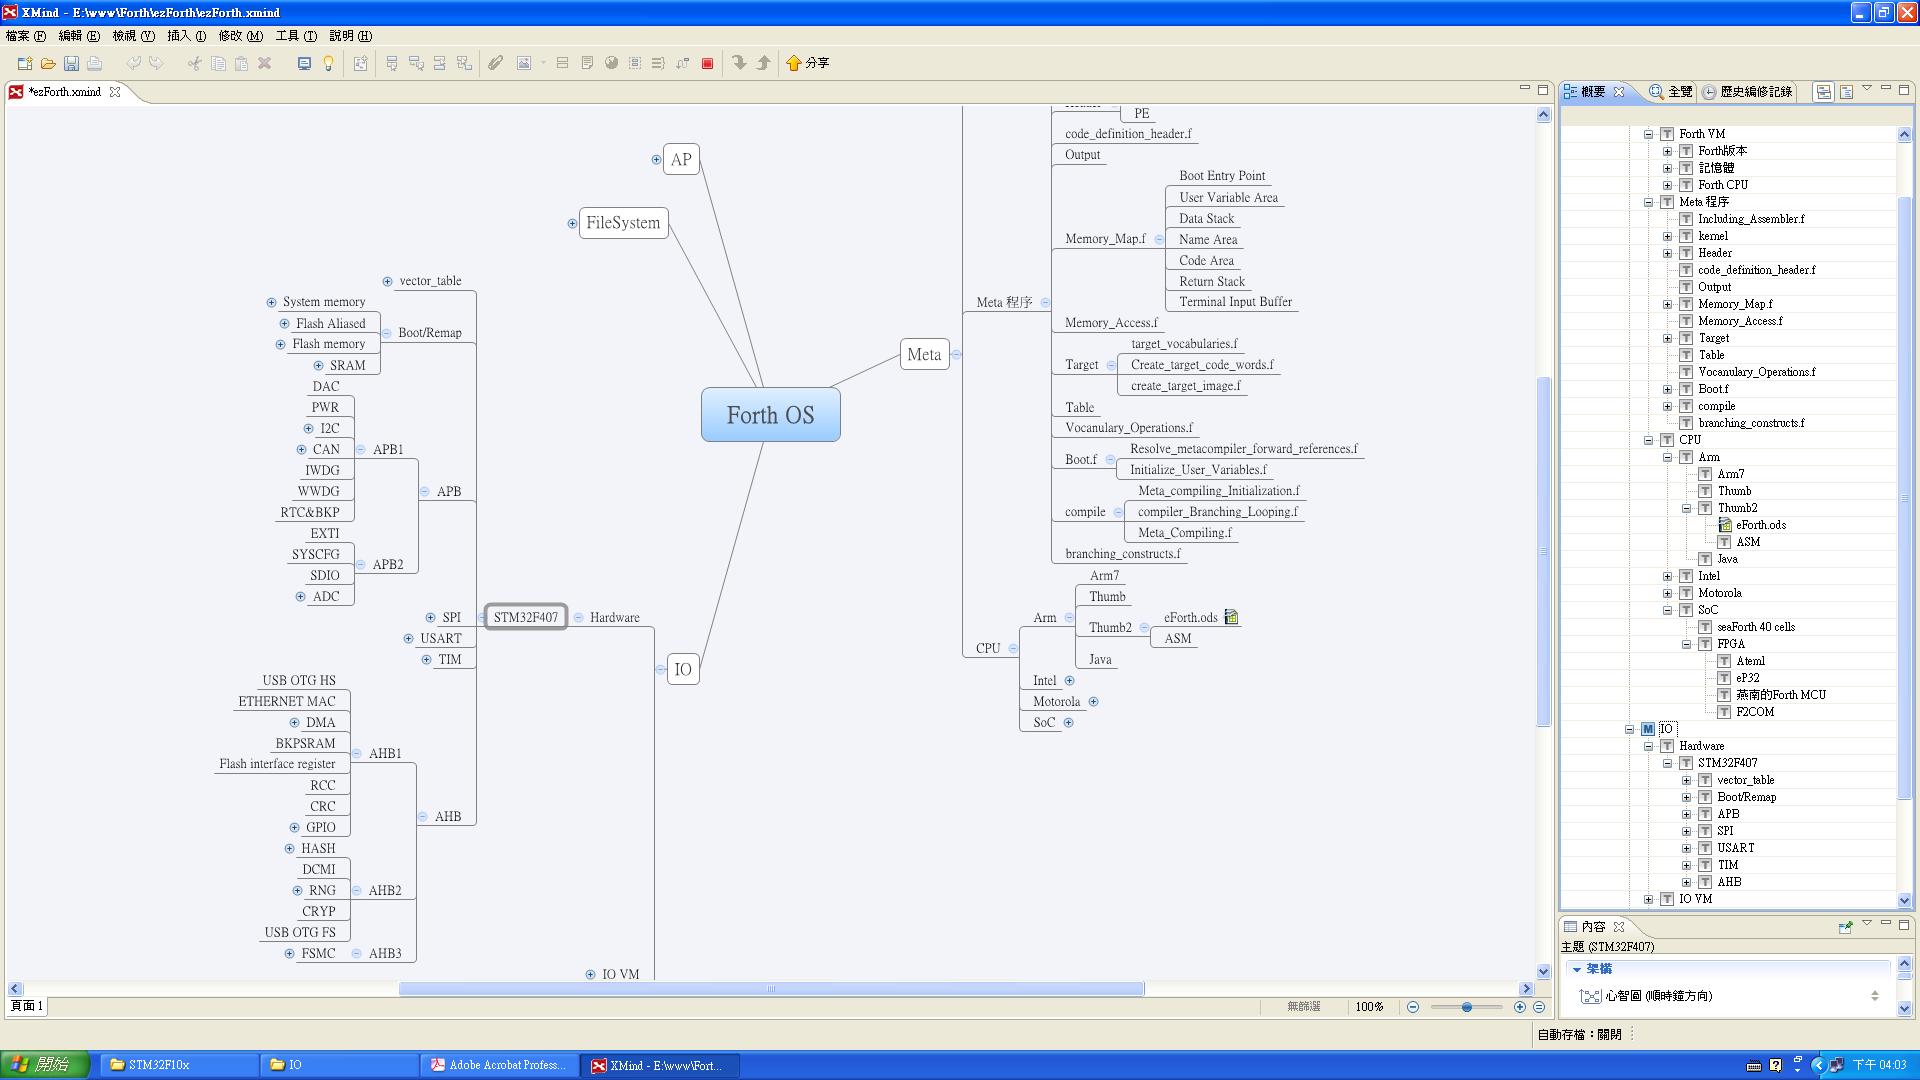 XMind - E:\www\Forth\ezForth\ezForth.xmind
檔案 (F) 編輯 (E) 檢視 (V) 插入 (I) 修改 (M) 工具 (T) 說明 (H)
分享
*ezForth.xmind
AP
FileSystem
vector_table
System memory
Flash Aliased
Boot/Remap
Flash memory
SRAM
DAC
PWR
I2C
CAN
APB1
IWDG
WWDG
APB
RTC&BKP
EXTI
SYSCFG
APB2
SDIO
ADC
SPI
STM32F407
Hardware
USART
TIM
IO
USB OTG HS
ETHERNET MAC
DMA
BKPSRAM
AHB1
Flash interface register
RCC
CRC
AHB
GPIO
HASH
DCMI
RNG
AHB2
CRYP
USB OTG FS
FSMC
AHB3
IO VM
Forth OS
Meta
Meta 程序
PE
code_definition_header.f
Output
Memory_Map.f
Boot Entry Point
User Variable Area
Data Stack
Name Area
Code Area
Return Stack
Terminal Input Buffer
Memory_Access.f
Target
target_vocabularies.f
Create_target_code_words.f
create_target_image.f
Table
Vocanulary_Operations.f
Boot.f
Resolve_metacompiler_forward_references.f
Initialize_User_Variables.f
compile
Meta_compiling_Initialization.f
compiler_Branching_Looping.f
Meta_Compiling.f
branching_constructs.f
CPU
Arm
Arm7
Thumb
Thumb2
eForth.ods
ASM
Java
Intel
Motorola
SoC
頁面 1
無篩選
100%
概要
全覽
歷史編修記錄
Forth VM
Forth版本
記憶體
Forth CPU
Meta 程序
Including_Assembler.f
kernel
Header
code_definition_header.f
Output
Memory_Map.f
Memory_Access.f
Target
Table
Vocanulary_Operations.f
Boot.f
compile
branching_constructs.f
CPU
Arm
Arm7
Thumb
Thumb2
eForth.ods
ASM
Java
Intel
Motorola
SoC
seaForth 40 cells
FPGA
Ateml
eP32
燕南的Forth MCU
F2COM
IO
Hardware
STM32F407
vector_table
Boot/Remap
APB
SPI
USART
TIM
AHB
IO VM
內容
主題 (STM32F407)
架構
心智圖 (順時鐘方向)
自動存檔：關閉
開始
STM32F10x
IO
Adobe Acrobat Profess...
XMind - E:\www\Fort...
下午 04:03